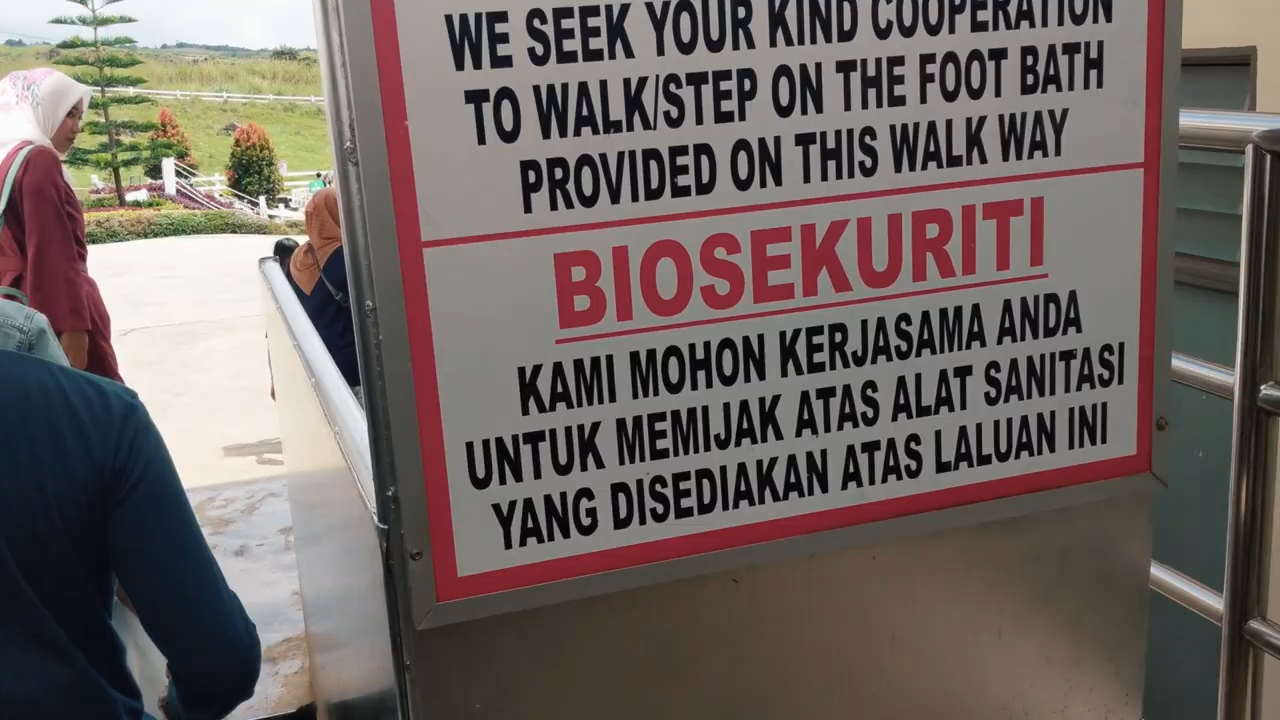 WE SEEK YOUR KIND COOPERATION
TO WALK/STEP ON THE FOOT BATH
PROVIDED ON THIS WALK WAY
BIOSEKURITI
KAMI MOHON KERJASAMA ANDA
UNTUK MEMIJAK ATAS ALAT SANITASI
YANG DISEDIAKAN ATAS LALUAN INI